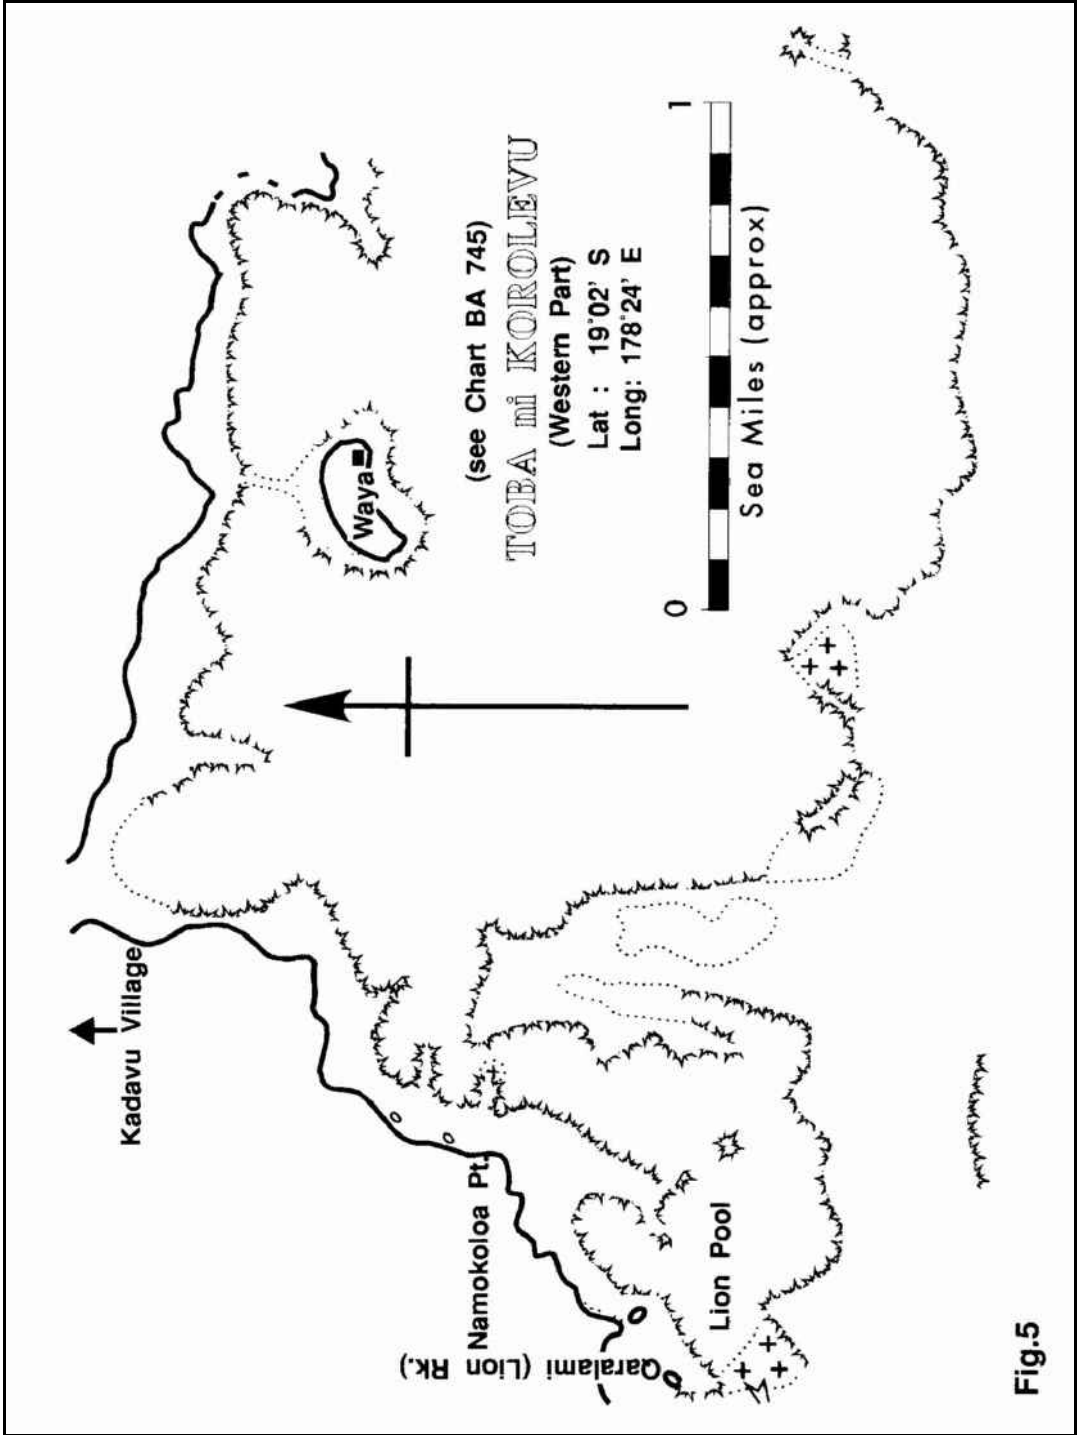 Kadavu Village
(see Chart BA 745)
TOBA ni KOROLEVU
(Western Part)
Lat : 19°02' S
Long: 178°24' E
Waya
0
1
Sea Miles (approx)
Namokoloa Pt.
Qaralami (Lion Rk.)
Lion Pool
Fig.5